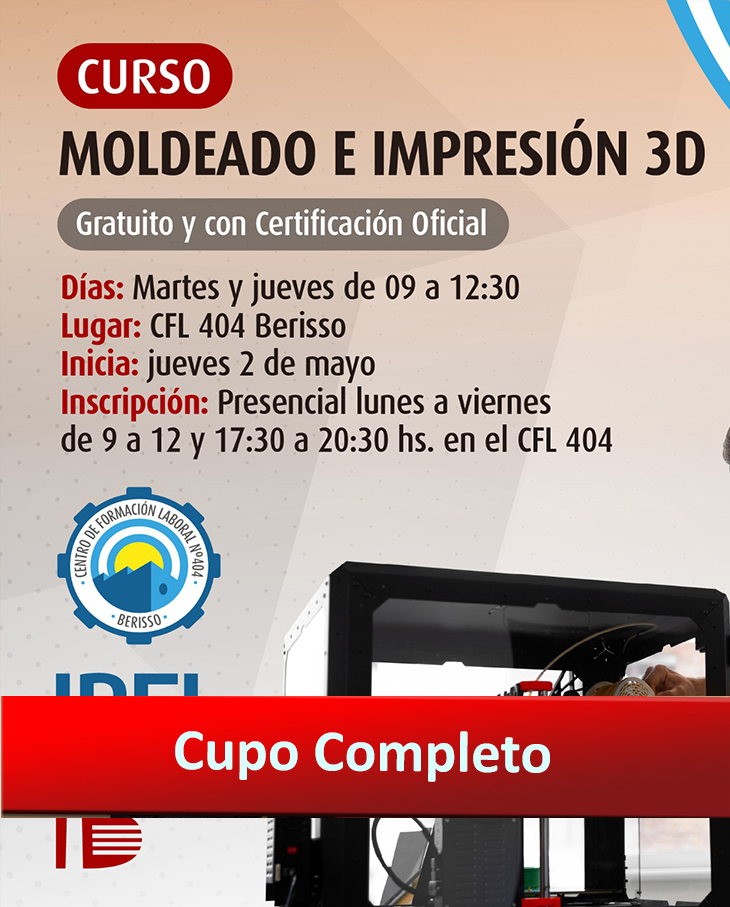 CURSO
MOLDEADO E IMPRESIÓN 3D
Gratuito y con Certificación Oficial
Días: Martes y jueves de 09 a 12:30
Lugar: CFL 404 Berisso
Inicia: jueves 2 de mayo
Inscripción: Presencial lunes a viernes
de 9 a 12 y 17:30 a 20:30 hs. en el CFL 404
CENTRO DE FORMACIÓN LABORAL Nº404
BERISSO
Cupo Completo